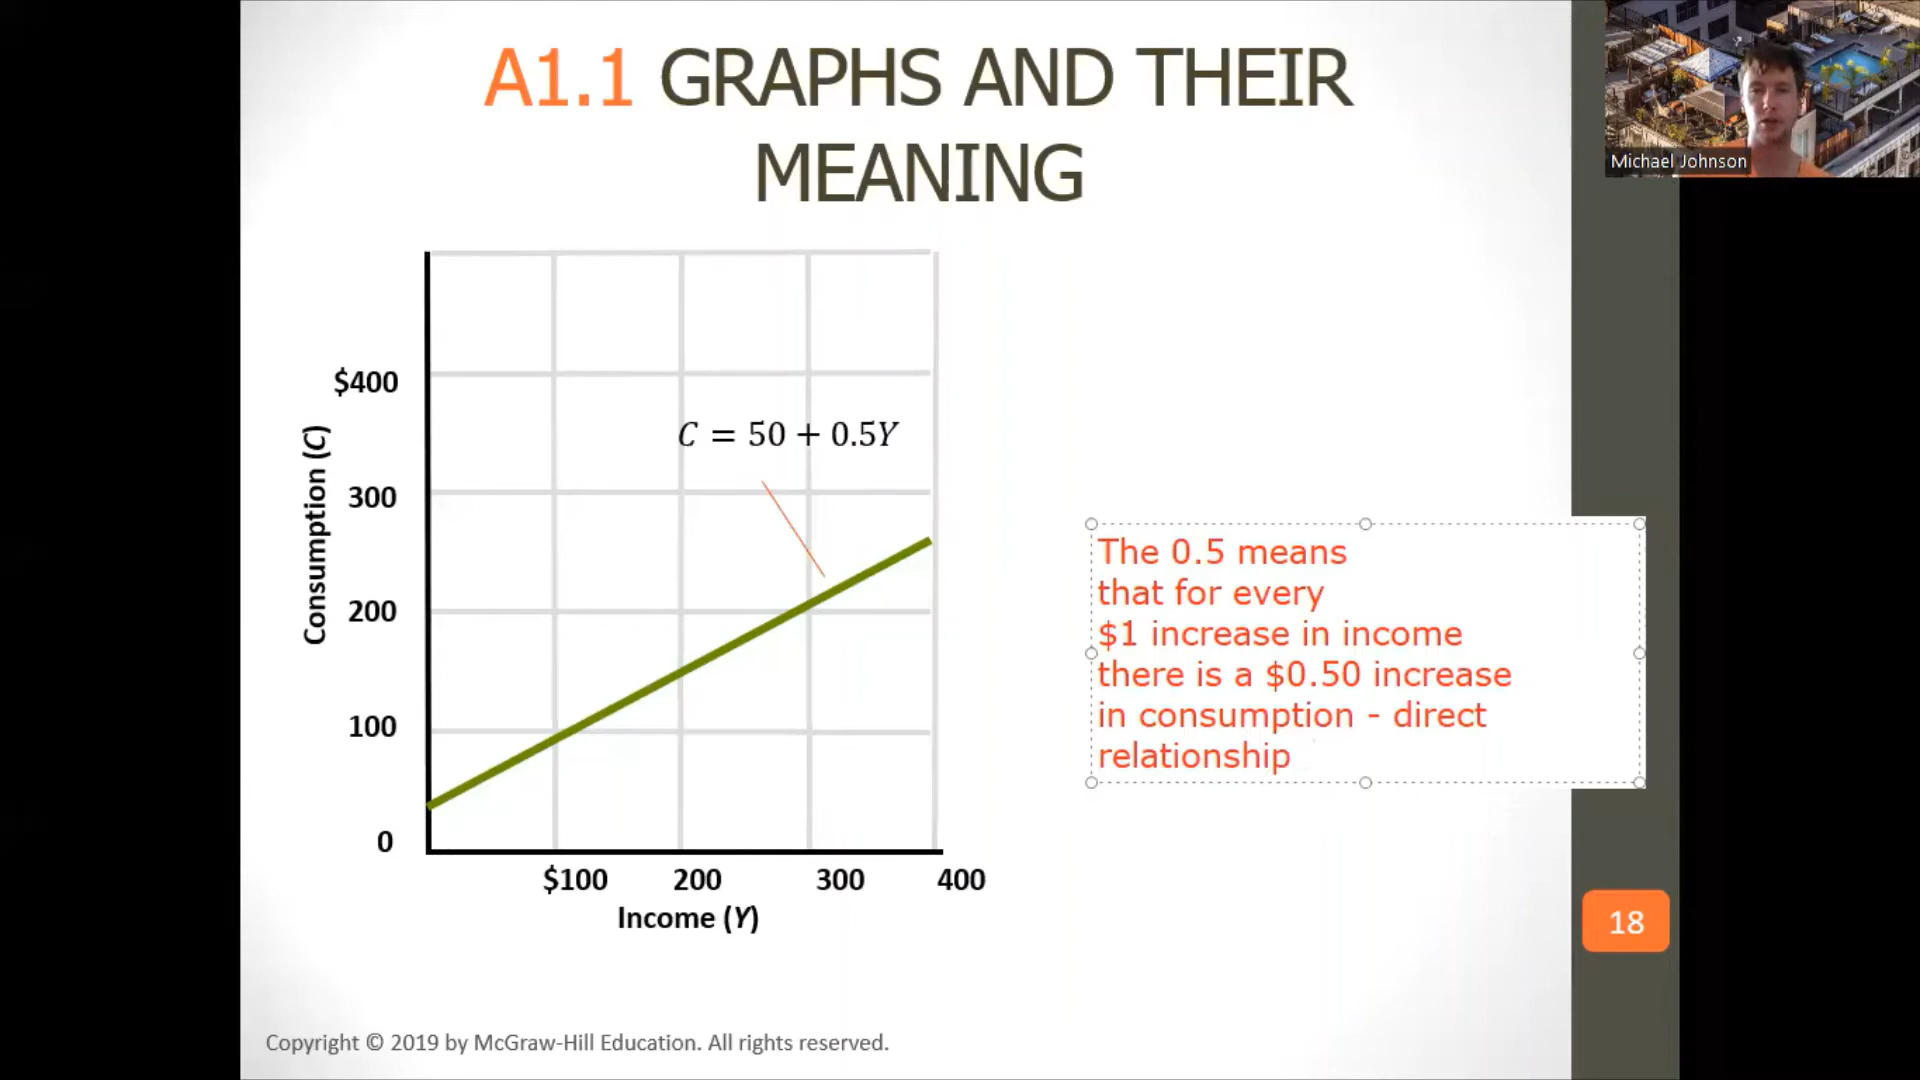 A1.1 GRAPHS AND THEIR
MEANING
Michael Johnson
$400
300
200
100
0
Consumption (C)
C = 50 + 0.5Y
$100 200 300 400
Income (Y)
The 0.5 means
that for every
$1 increase in income
there is a $0.50 increase
in consumption - direct
relationship
18
Copyright © 2019 by McGraw-Hill Education. All rights reserved.